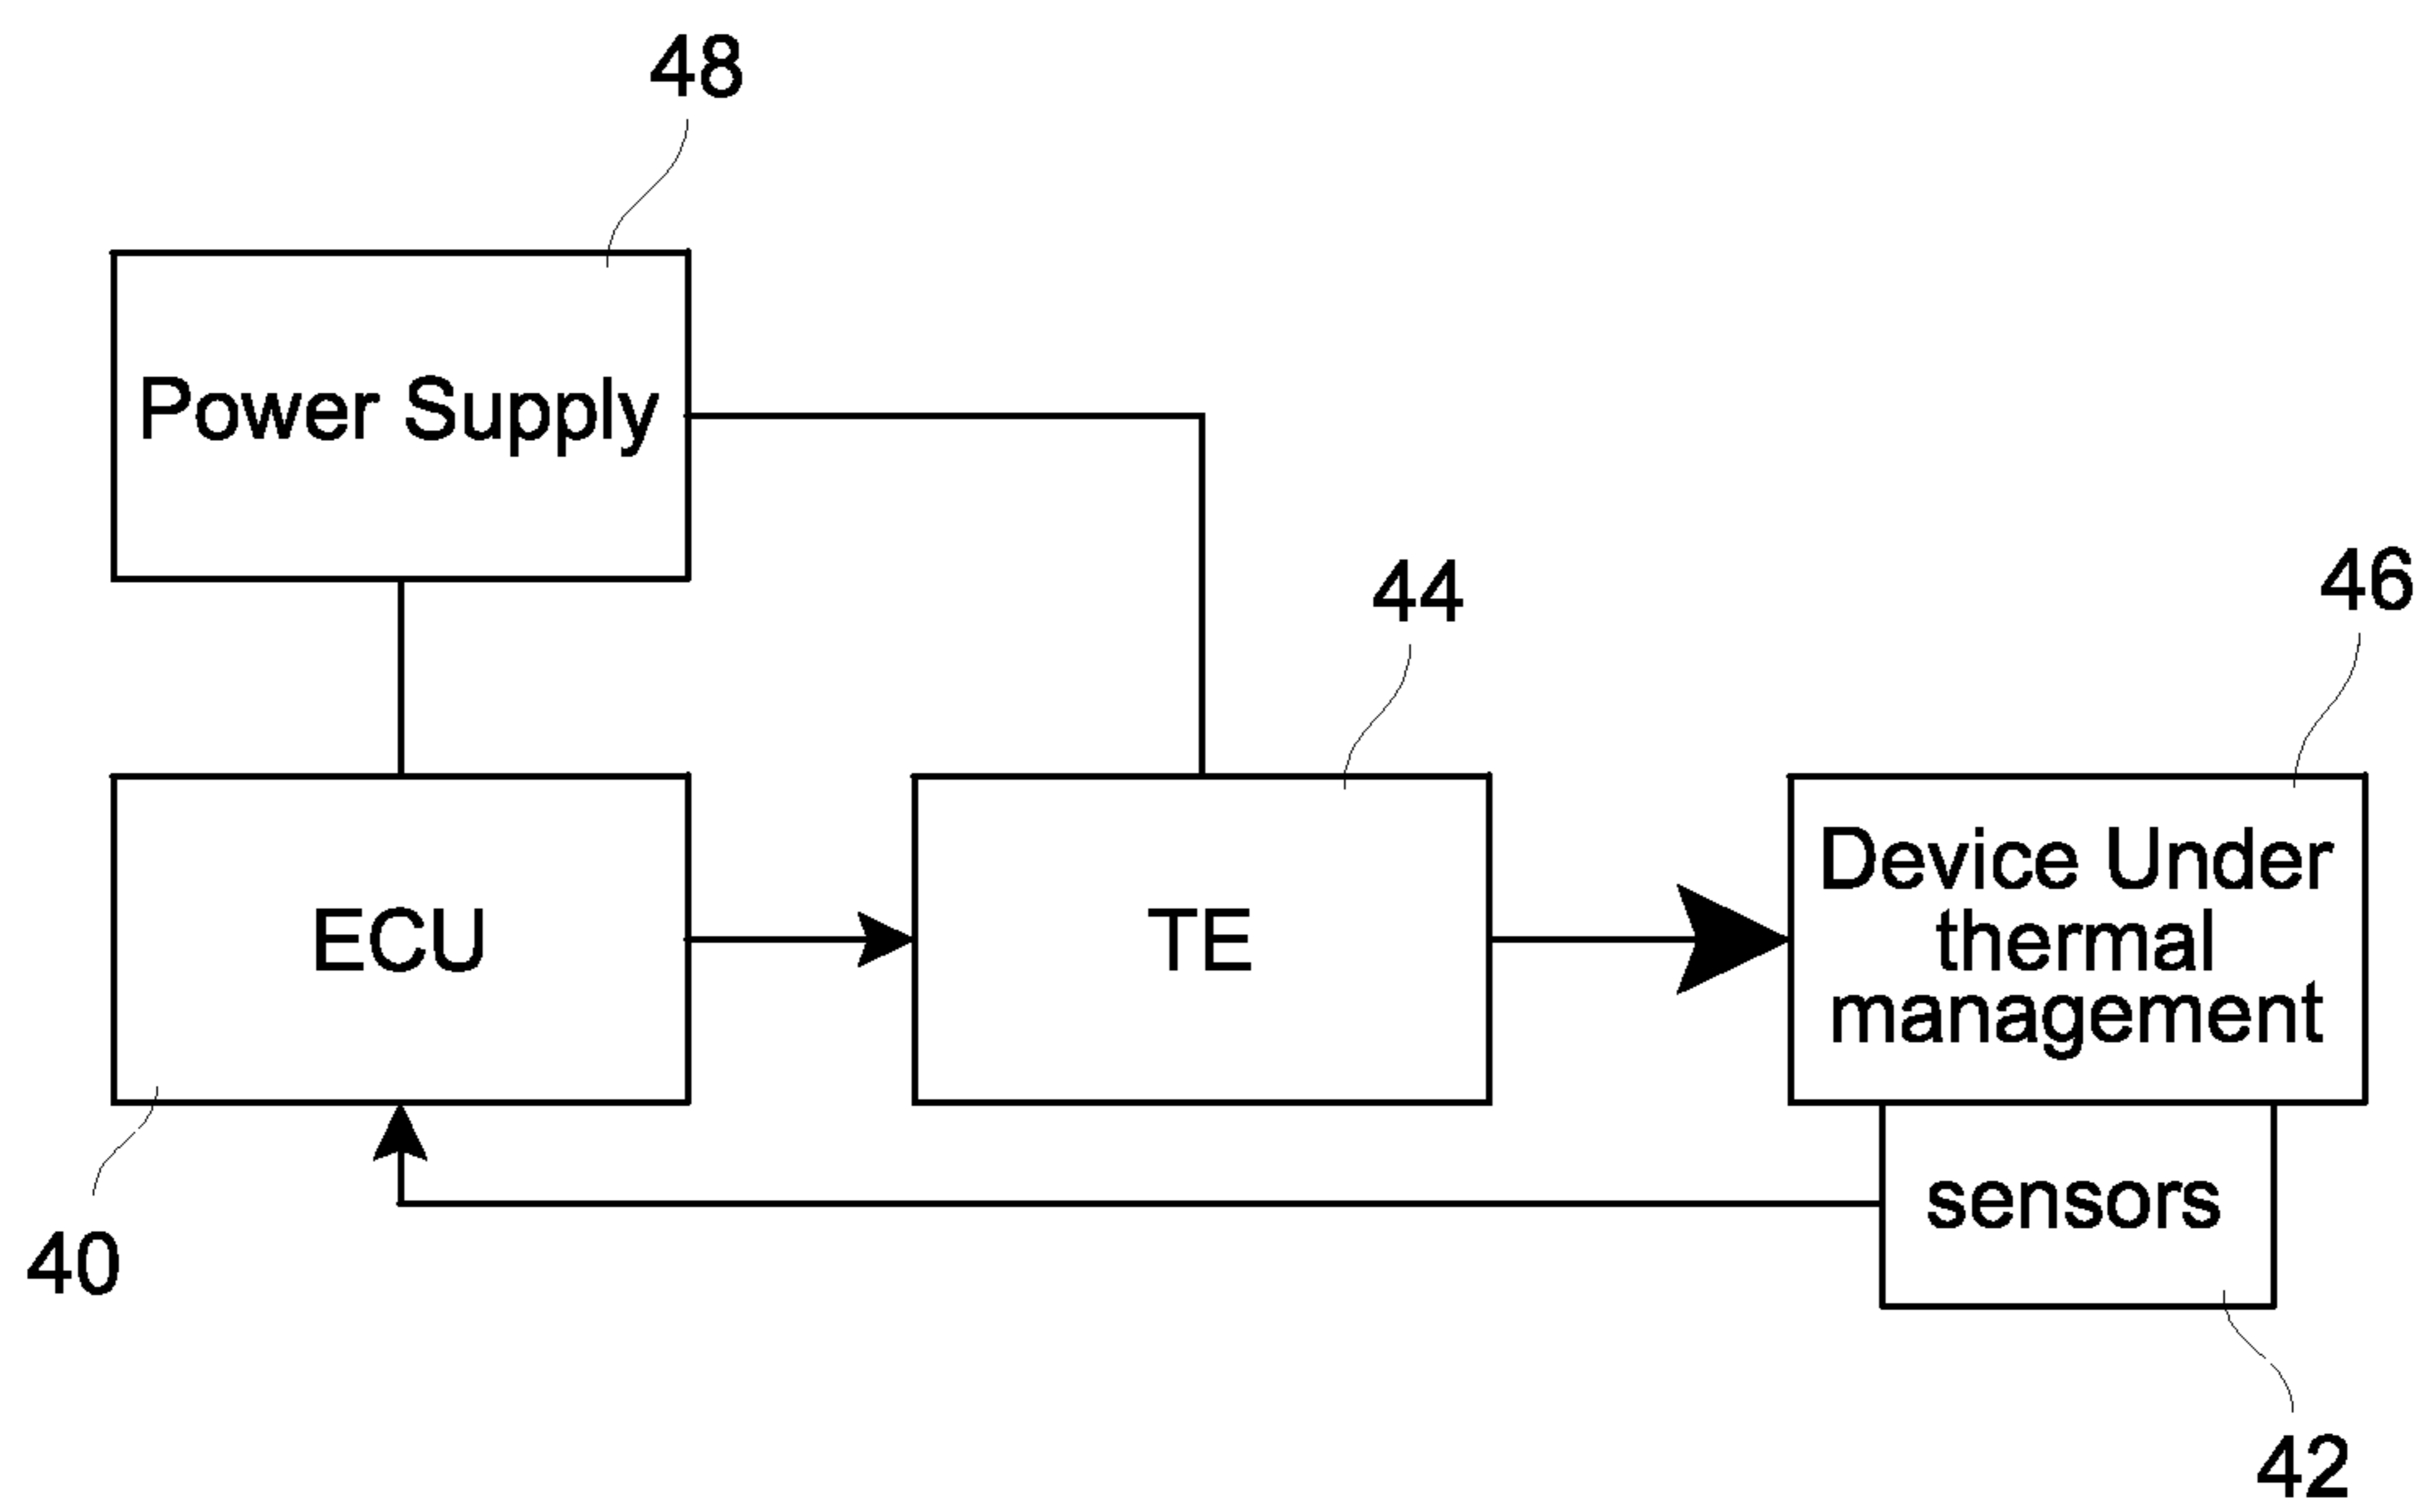 48
Power Supply
44
46
ECU
TE
Device Under
thermal
management
sensors
40
42